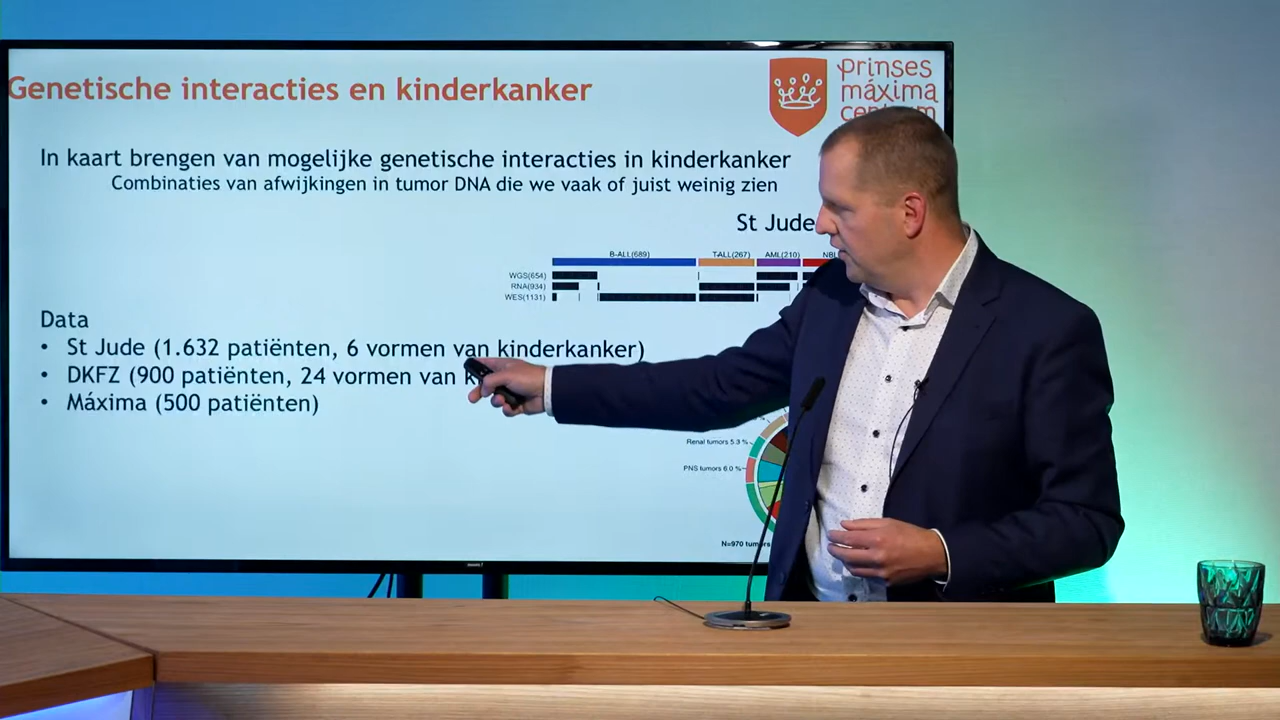 Genetische interacties en kinderkanker
prinses
máxima
In kaart brengen van mogelijke genetische interacties in kinderkanker
Combinaties van afwijkingen in tumor DNA die we vaak of juist weinig zien
St Jude
B-ALL(689) T-ALL(267) AML(210) NBL
WGS(654)
RNA(934)
WES(1131)
Data
• St Jude (1.632 patiënten, 6 vormen van kinderkanker)
• DKFZ (900 patiënten, 24 vormen van
• Máxima (500 patiënten)
Renal tumors 5.3 %
PNS tumors 6.0 %
N=970